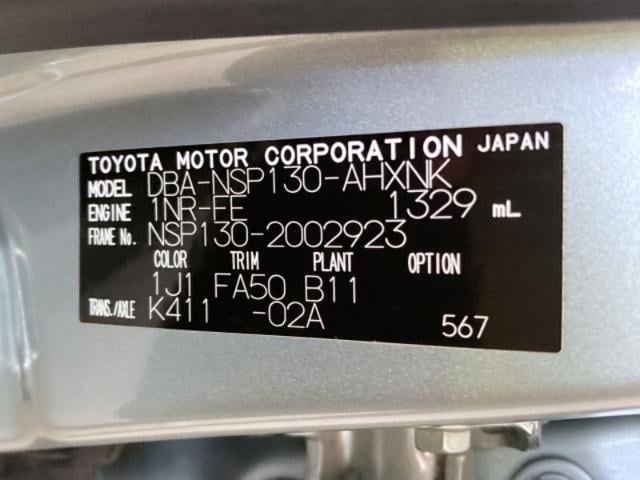 TOYOTA MOTOR CORPORATION JAPAN
MODEL DBA-NSP130-AHXNK
ENGINE 1NR-FE 1329 mL
FRAME No. NSP130-2002923
COLOR TRIM PLANT OPTION
1J1 FA50 B11
TRANS./AXLE K411 -02A
567